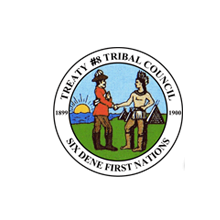 TREATY #8 TRIBAL COUNCIL
1899
1900
SIX DENE FIRST NATIONS